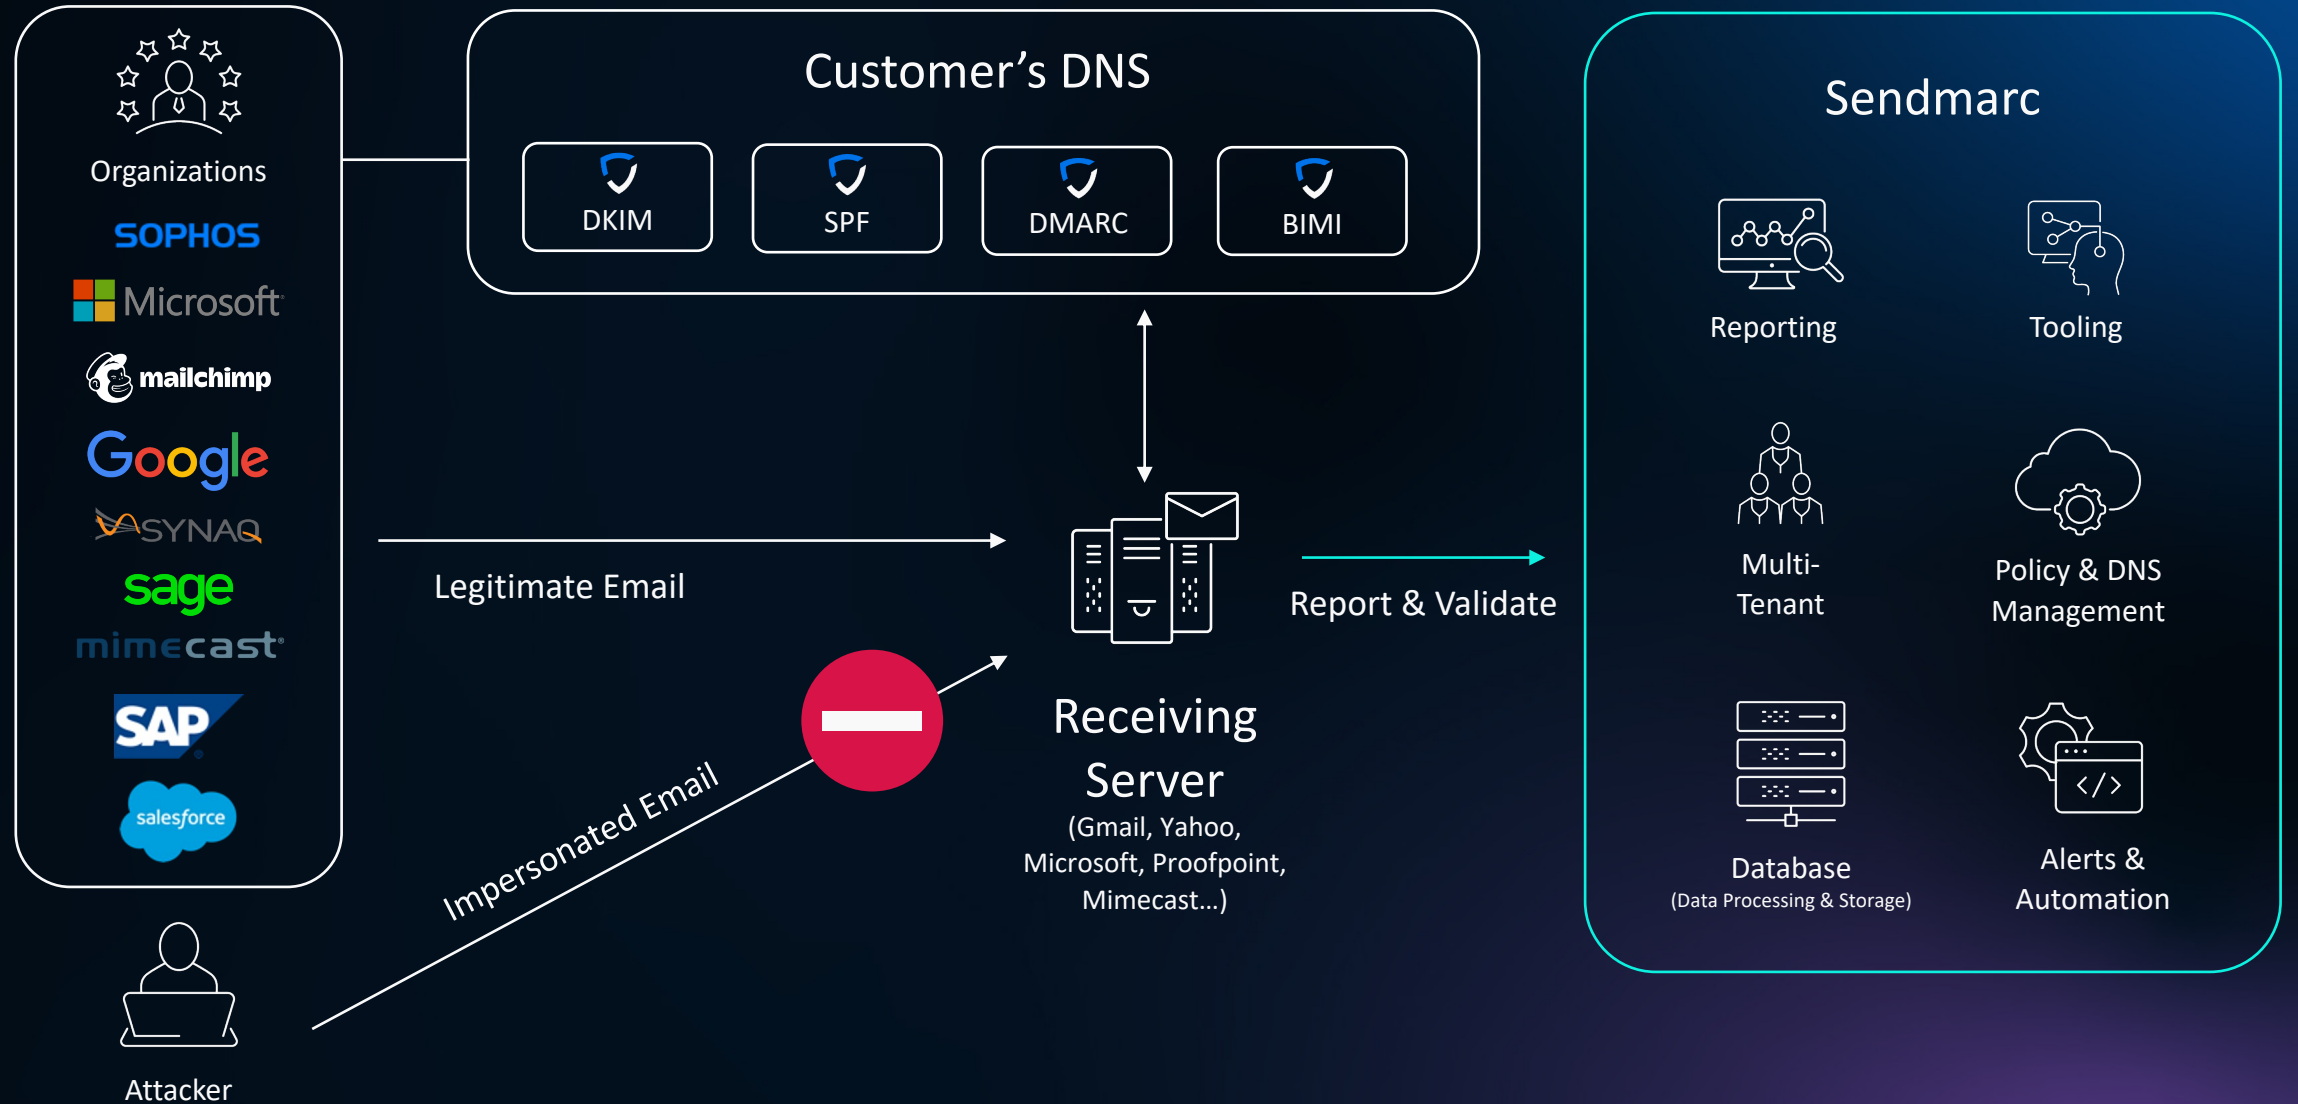 Organizations
SOPHOS
Microsoft
mailchimp
Google
SYNAQ
sage
mimecast®
SAP
salesforce
Attacker
Customer’s DNS
DKIM
SPF
DMARC
BIMI
Legitimate Email
Impersonated Email
Receiving
Server
(Gmail, Yahoo,
Microsoft, Proofpoint,
Mimecast...)
Report & Validate
Sendmarc
Reporting
Tooling
Multi-
Tenant
Policy & DNS
Management
Database
(Data Processing & Storage)
</>
Alerts &
Automation